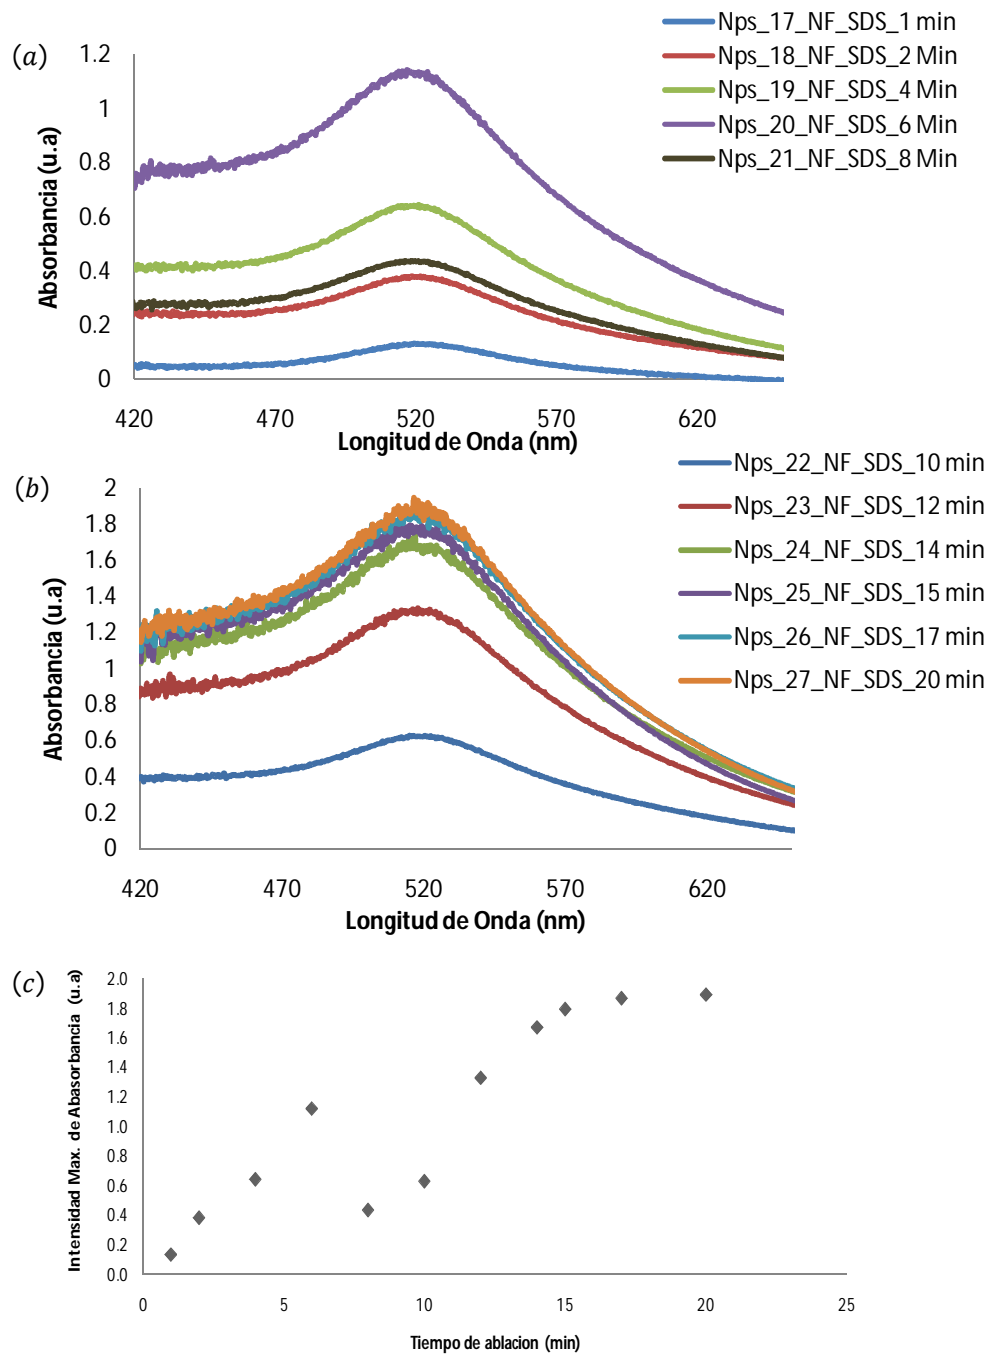 Nps_17_NF_SDS_1 min
(a)
Nps_18_NF_SDS_2 Min
Nps_19_NF_SDS_4 Min
Nps_20_NF_SDS_6 Min
Nps_21_NF_SDS_8 Min
Absorbancia (u.a)
1.2
1
0.8
0.6
0.4
0.2
0
420 470 520 570 620
Longitud de Onda (nm)
Nps_22_NF_SDS_10 min
(b)
Nps_23_NF_SDS_12 min
Nps_24_NF_SDS_14 min
Nps_25_NF_SDS_15 min
Nps_26_NF_SDS_17 min
Nps_27_NF_SDS_20 min
Absorbancia (u.a)
2
1.8
1.6
1.4
1.2
1
0.8
0.6
0.4
0.2
0
420 470 520 570 620
Longitud de Onda (nm)
(c)
Intensidad Max. de Abasorbancia (u.a)
2.0
1.8
1.6
1.4
1.2
1.0
0.8
0.6
0.4
0.2
0.0
0 5 10 15 20 25
Tiempo de ablacion (min)